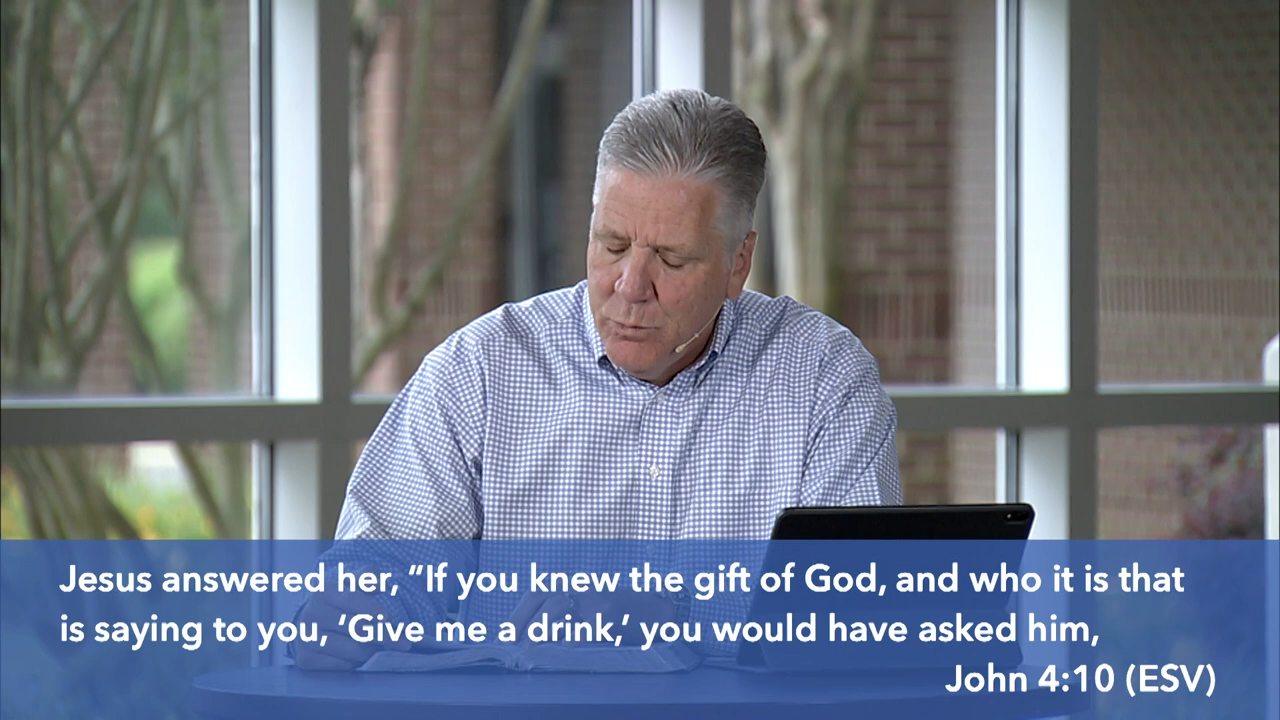 Jesus answered her, “If you knew the gift of God, and who it is that
is saying to you, ‘Give me a drink,’ you would have asked him,
John 4:10 (ESV)